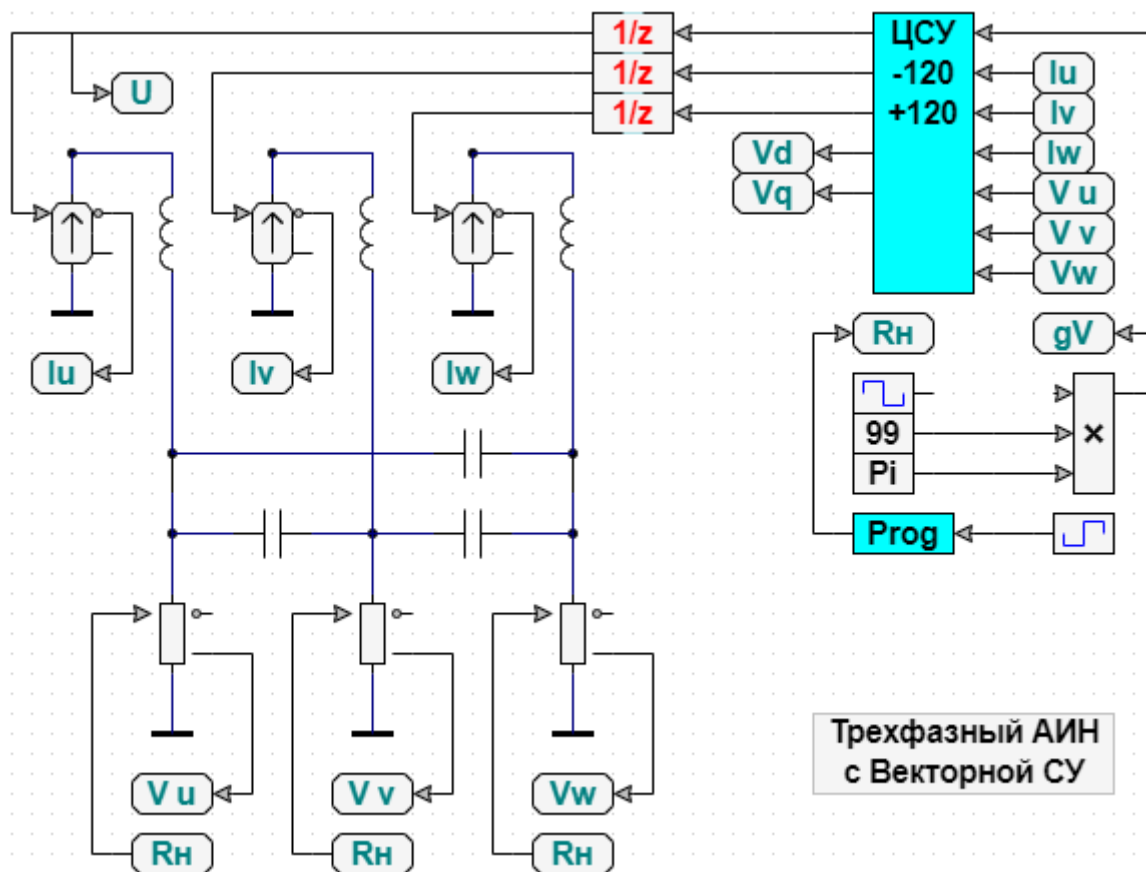 1/z
ЦСУ
U
1/z
-120
Iu
1/z
+120
Iv
Vd
Iw
Vq
V u
V v
Vw
Iu
Iv
Iw
Rн
gV
99
×
Pi
Prog
Трехфазный АИН
с Векторной СУ
V u
V v
Vw
Rн
Rн
Rн